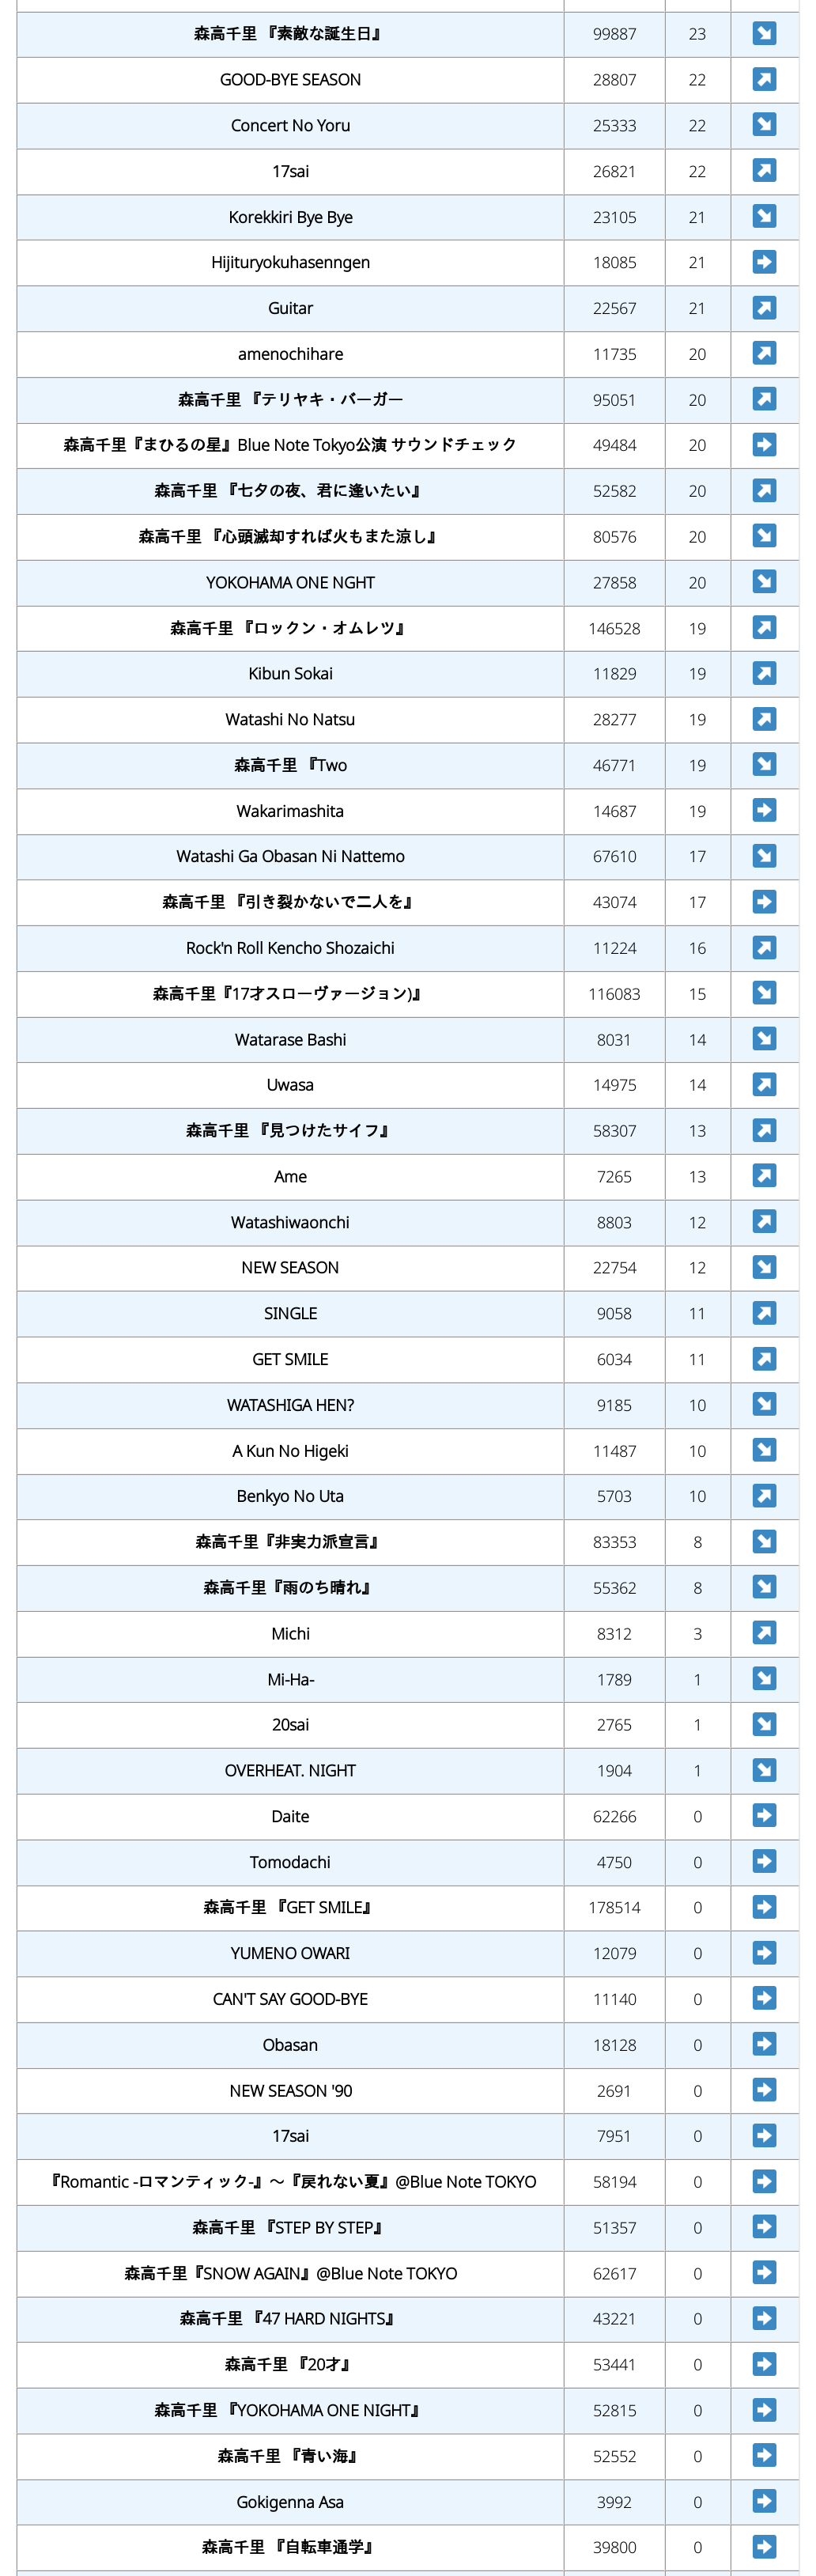 森高千里 『素敵な誕生日』 99887 23
GOOD-BYE SEASON 28807 22
Concert No Yoru 25333 22
17sai 26821 22
Korekkiri Bye Bye 23105 21
Hijituryokuhasenngen 18085 21
Guitar 22567 21
amenochihare 11735 20
森高千里 『テリヤキ・バーガー 95051 20
森高千里『まひるの星』Blue Note Tokyo公演 サウンドチェック 49484 20
森高千里 『七夕の夜、君に逢いたい』 52582 20
森高千里 『心頭滅却すれば火もまた涼し』 80576 20
YOKOHAMA ONE NGHT 27858 20
森高千里 『ロックン・オムレツ』 146528 19
Kibun Sokai 11829 19
Watashi No Natsu 28277 19
森高千里 『Two 46771 19
Wakarimashita 14687 19
Watashi Ga Obasan Ni Nattemo 67610 17
森高千里 『引き裂かないで二人を』 43074 17
Rock'n Roll Kencho Shozaichi 11224 16
森高千里『17才スローヴァージョン)』 116083 15
Watarase Bashi 8031 14
Uwasa 14975 14
森高千里 『見つけたサイフ』 58307 13
Ame 7265 13
Watashiwaonchi 8803 12
NEW SEASON 22754 12
SINGLE 9058 11
GET SMILE 6034 11
WATASHIGA HEN? 9185 10
A Kun No Higeki 11487 10
Benkyo No Uta 5703 10
森高千里『非実力派宣言』 83353 8
森高千里『雨のち晴れ』 55362 8
Michi 8312 3
Mi-Ha- 1789 1
20sai 2765 1
OVERHEAT. NIGHT 1904 1
Daite 62266 0
Tomodachi 4750 0
森高千里 『GET SMILE』 178514 0
YUMENO OWARI 12079 0
CAN'T SAY GOOD-BYE 11140 0
Obasan 18128 0
NEW SEASON '90 2691 0
17sai 7951 0
『Romantic -ロマンティック-』～『戻れない夏』@Blue Note TOKYO 58194 0
森高千里 『STEP BY STEP』 51357 0
森高千里『SNOW AGAIN』@Blue Note TOKYO 62617 0
森高千里 『47 HARD NIGHTS』 43221 0
森高千里 『20才』 53441 0
森高千里 『YOKOHAMA ONE NIGHT』 52815 0
森高千里 『青い海』 52552 0
Gokigenna Asa 3992 0
森高千里 『自転車通学』 39800 0